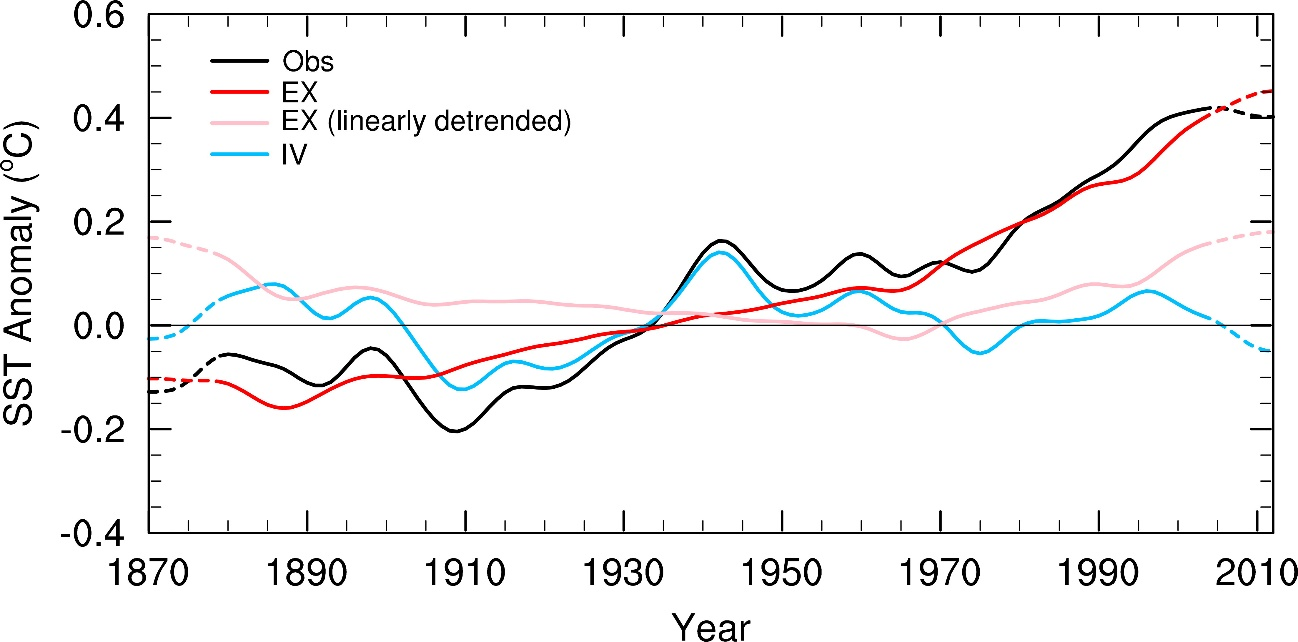 0.6
0.4
0.2
0.0
-0.2
-0.4
SST Anomaly (°C)
Obs
EX
EX (linearly detrended)
IV
1870 1890 1910 1930 1950 1970 1990 2010
Year